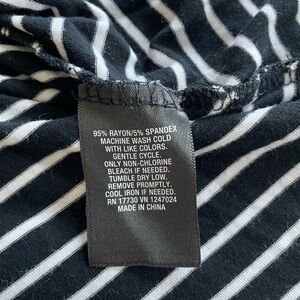 95% RAYON/5% SPANDEX
MACHINE WASH COLD
WITH LIKE COLORS.
GENTLE CYCLE.
ONLY NON-CHLORINE
BLEACH IF NEEDED.
TUMBLE DRY LOW.
REMOVE PROMPTLY.
COOL IRON IF NEEDED.
RN 17730 VN 1247024
MADE IN CHINA